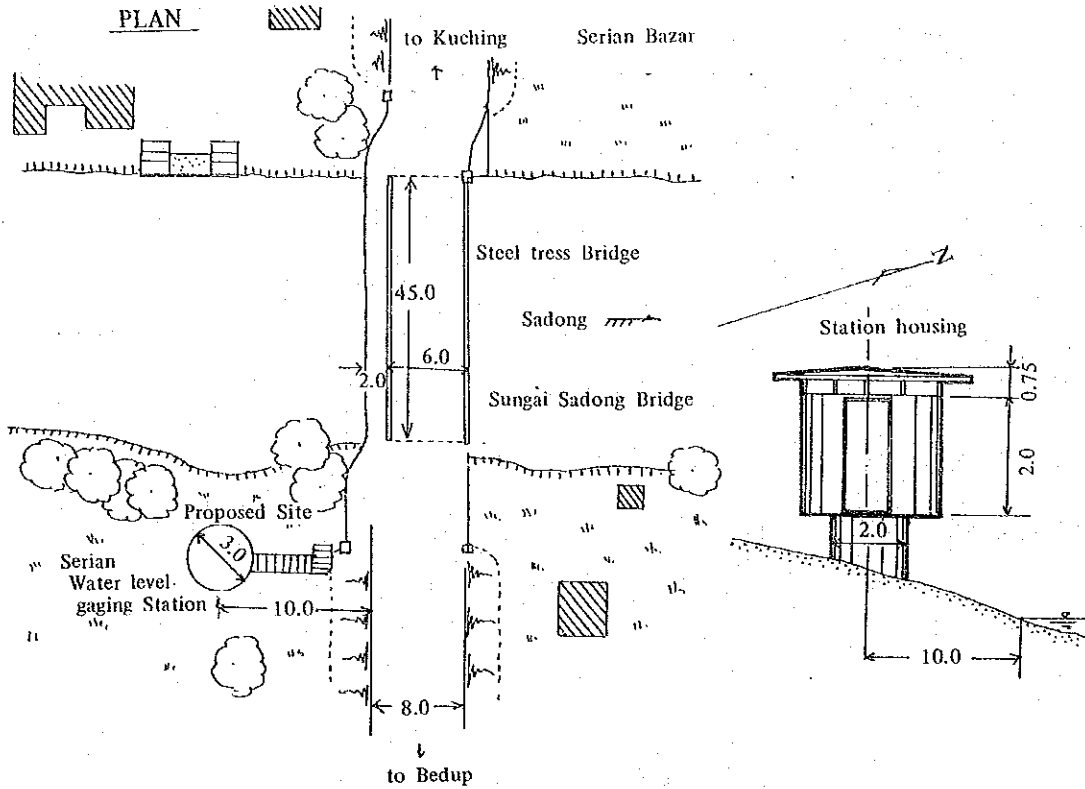 PLAN
to Kuching
Serian Bazar
Steel tress Bridge
45.0
Sadong
N
Station housing
6.0
2.0
0.75
Sungai Sadong Bridge
2.0
Proposed Site
3.0
2.0
Serian
Water level
gaging Station
10.0
10.0
8.0
to Bedup